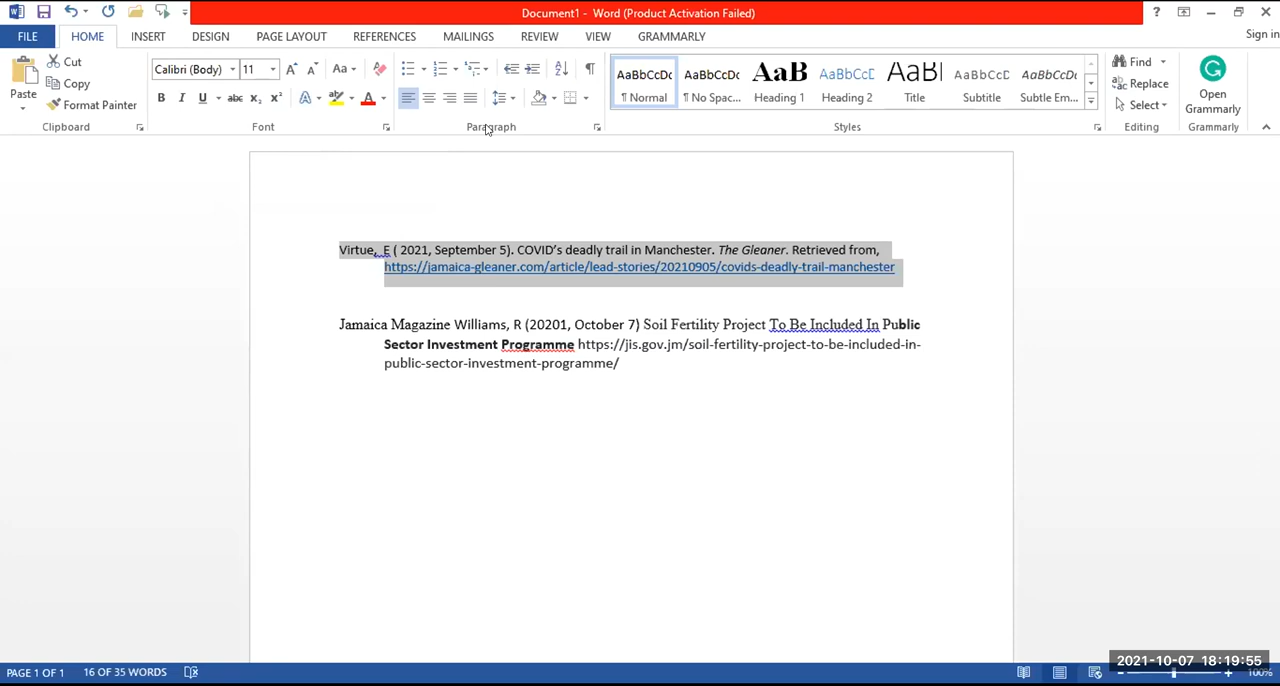 Document1 - Word (Product Activation Failed)
?
FILE HOME INSERT DESIGN PAGE LAYOUT REFERENCES MAILINGS REVIEW VIEW GRAMMARLY Sign in
Cut
Calibri (Body) 11
Copy
Paste
Format Painter
AaBbCcDc AaBbCcDc AaB AaBbCcD AaBl AaBbCcD AaBbCcDc
¶ Normal ¶ No Spac... Heading 1 Heading 2 Title Subtitle Subtle Em...
Find
Replace
Select
Open
Grammarly
Clipboard Font Paragraph Styles Editing Grammarly
Virtue, E ( 2021, September 5). COVID's deadly trail in Manchester. The Gleaner. Retrieved from,
https://jamaica-gleaner.com/article/lead-stories/20210905/covids-deadly-trail-manchester
Jamaica Magazine Williams, R (20201, October 7) Soil Fertility Project To Be Included In Public
Sector Investment Programme https://jis.gov.jm/soil-fertility-project-to-be-included-in-
public-sector-investment-programme/
2021-10-07 18:19:55
PAGE 1 OF 1 16 OF 35 WORDS 100%